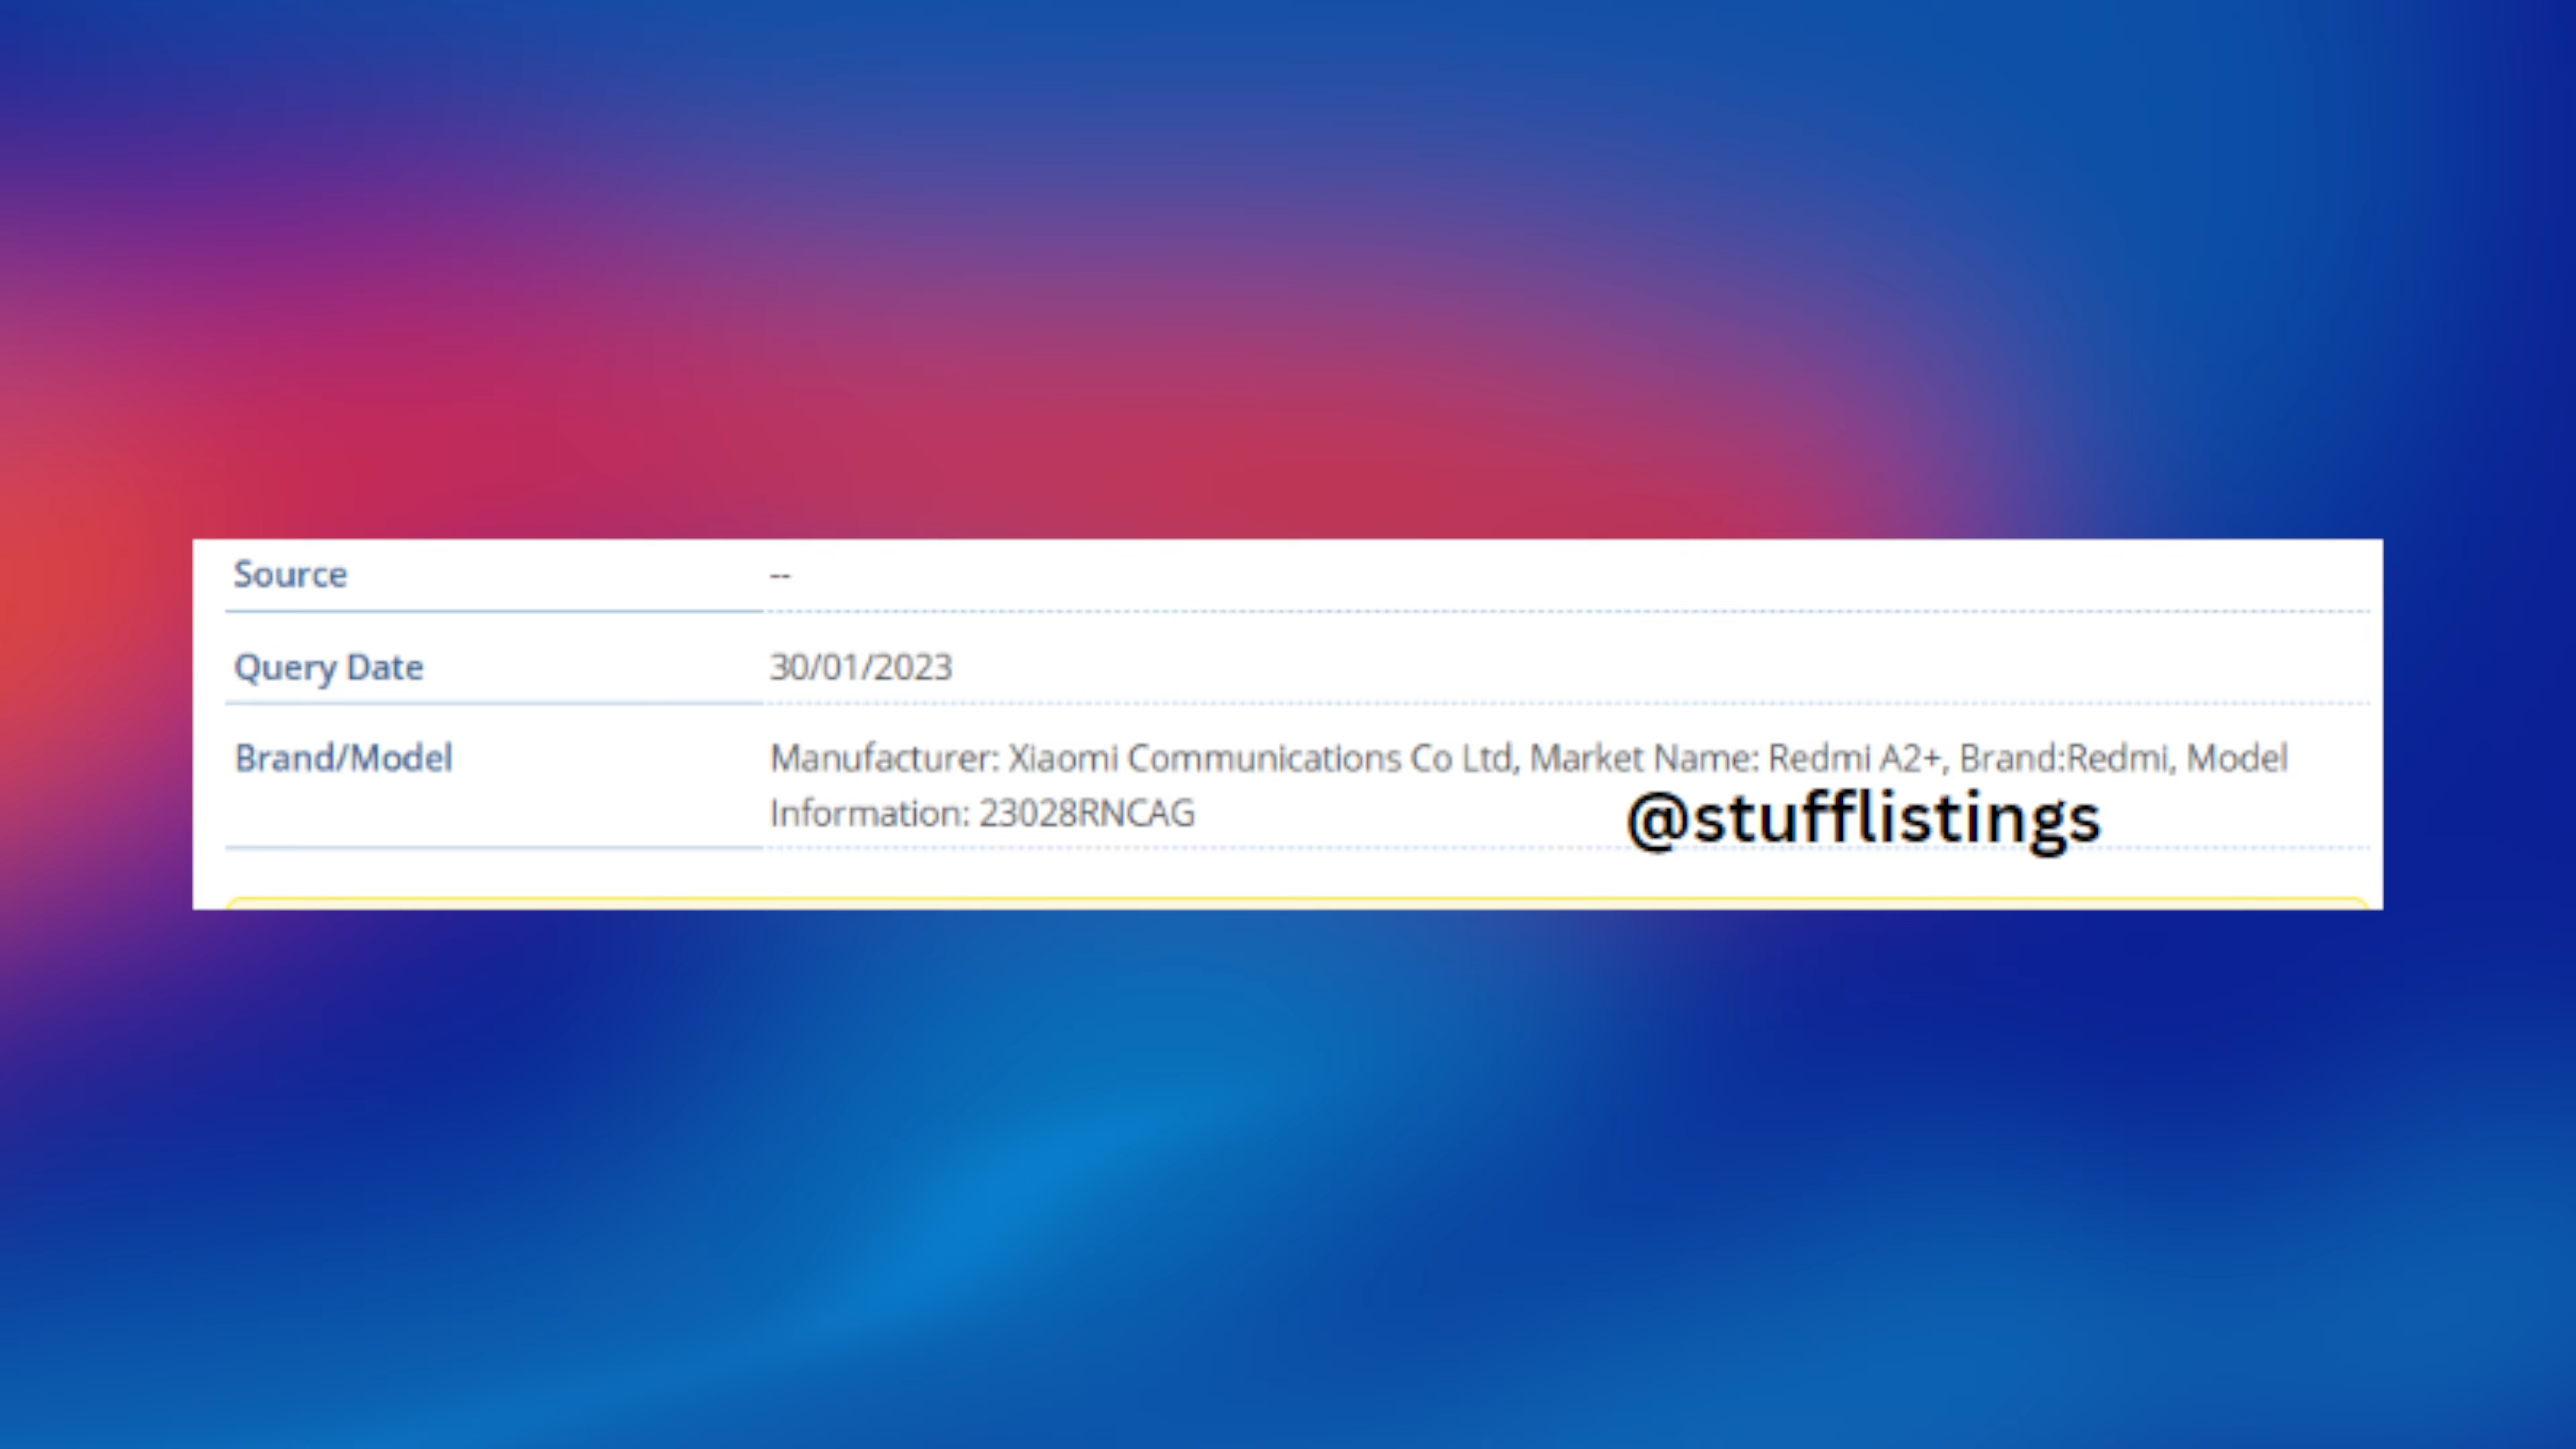 Source --
Query Date 30/01/2023
Brand/Model Manufacturer: Xiaomi Communications Co Ltd, Market Name: Redmi A2+, Brand:Redmi, Model
Information: 23028RNCAG
@stufflistings